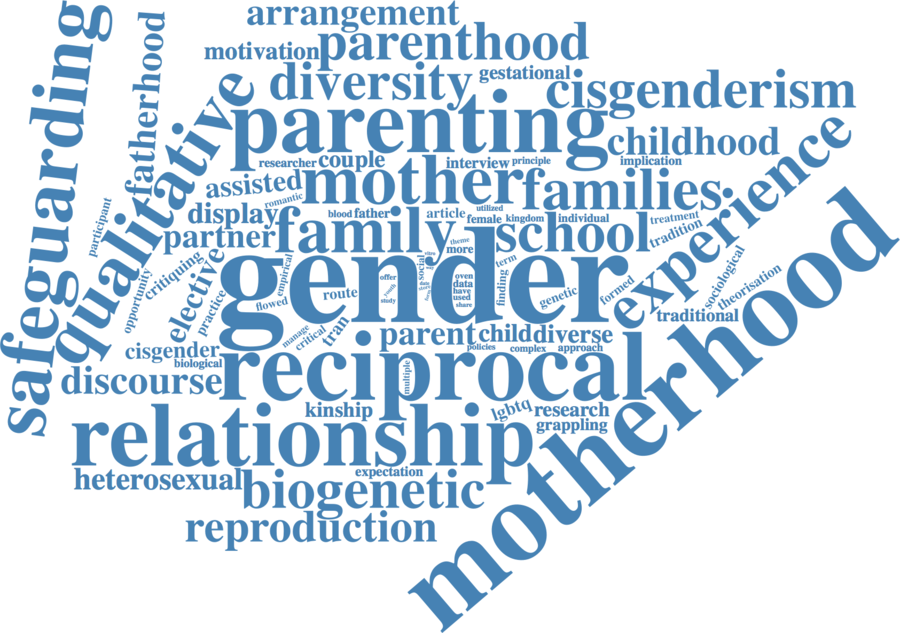 arrangement
motivation
parenthood
safeguarding
fatherhood
qualitative
diversity
gestational
cisgenderism
parenting
childhood
researcher
couple
interview
principle
implication
assisted
mother
families
experience
romantic
display
blood
father
article
utilized
female
kingdom
individual
treatment
tradition
participant
partner
family
school
theme
more
critiquing
opportunity
elective
practice
empirical
flowed
gender
route
offer
study
social
oven
data
have
used
share
term
finding
genetic
formed
sociological
theorisation
traditional
manage
critical
tran
parent
child
diverse
cisgender
biological
policies
complex
approach
discourse
reciprocal
multiple
motherhood
kinship
lgbtq
research
grappling
relationship
heterosexual
expectation
biogenetic
reproduction